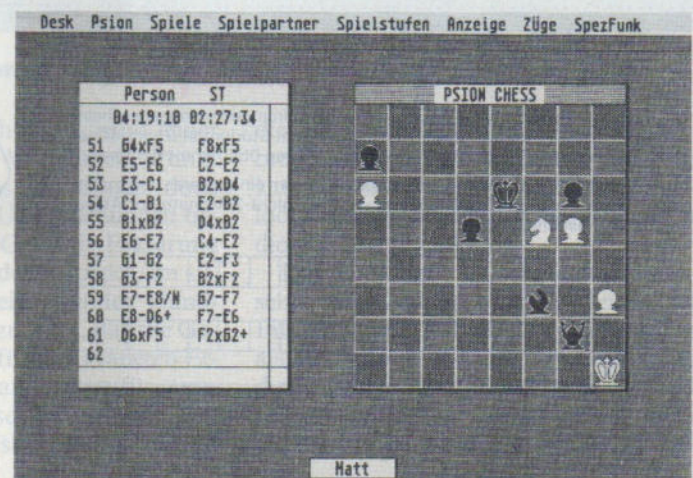 Desk Psion Spiele Spielpartner Spielstufen Anzeige Züge SpezFunk
Person ST
04:19:10 02:27:34
51 G4xF5 F8xF5
52 E5-E6 C2-E2
53 E3-C1 B2xD4
54 C1-B1 E2-B2
55 B1xB2 D4xB2
56 E6-E7 C4-E2
57 G1-G2 E2-F3
58 G3-F2 B2xF2
59 E7-E8/N G7-F7
60 E8-D6+ F7-E6
61 D6xF5 F2xG2+
62
PSION CHESS
Matt